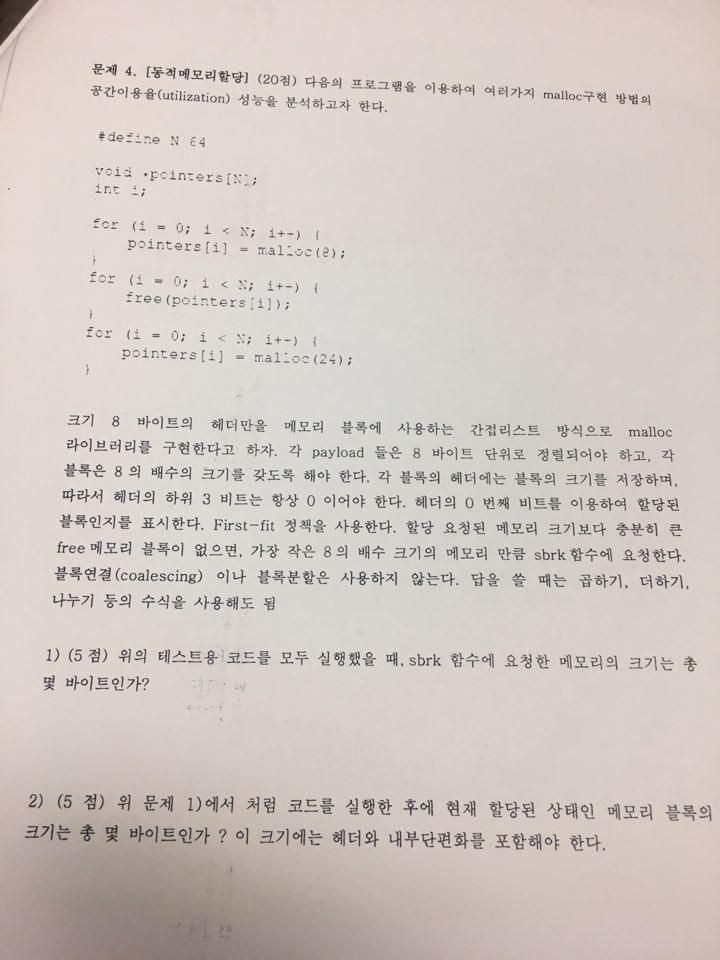 문제 4. [동적메모리할당] (20점) 다음의 프로그램을 이용하여 여러가지 malloc구현 방법의
공간이용율(utilization) 성능을 분석하고자 한다.
#define N 64
void *pointers[N];
int i;
for (i = 0; i < N; i++) {
pointers[i] = malloc(8);
}
for (i = 0; i < N; i++) {
free(pointers[i]);
}
for (i = 0; i < N; i++) {
pointers[i] = malloc(24);
}
크기 8 바이트의 헤더만을 메모리 블록에 사용하는 간접리스트 방식으로 malloc
라이브러리를 구현한다고 하자. 각 payload 들은 8 바이트 단위로 정렬되어야 하고, 각
블록은 8 의 배수의 크기를 갖도록 해야 한다. 각 블록의 헤더에는 블록의 크기를 저장하며,
따라서 헤더의 하위 3 비트는 항상 0 이어야 한다. 헤더의 0 번째 비트를 이용하여 할당된
블록인지를 표시한다. First-fit 정책을 사용한다. 할당 요청된 메모리 크기보다 충분히 큰
free 메모리 블록이 없으면, 가장 작은 8 의 배수 크기의 메모리 만큼 sbrk 함수에 요청한다.
블록연결(coalescing) 이나 블록분할은 사용하지 않는다. 답을 쓸 때는 곱하기, 더하기,
나누기 등의 수식을 사용해도 됨
1) (5 점) 위의 테스트용 코드를 모두 실행했을 때, sbrk 함수에 요청한 메모리의 크기는 총
몇 바이트인가?
2) (5 점) 위 문제 1)에서 처럼 코드를 실행한 후에 현재 할당된 상태인 메모리 블록의
크기는 총 몇 바이트인가 ? 이 크기에는 헤더와 내부단편화를 포함해야 한다.